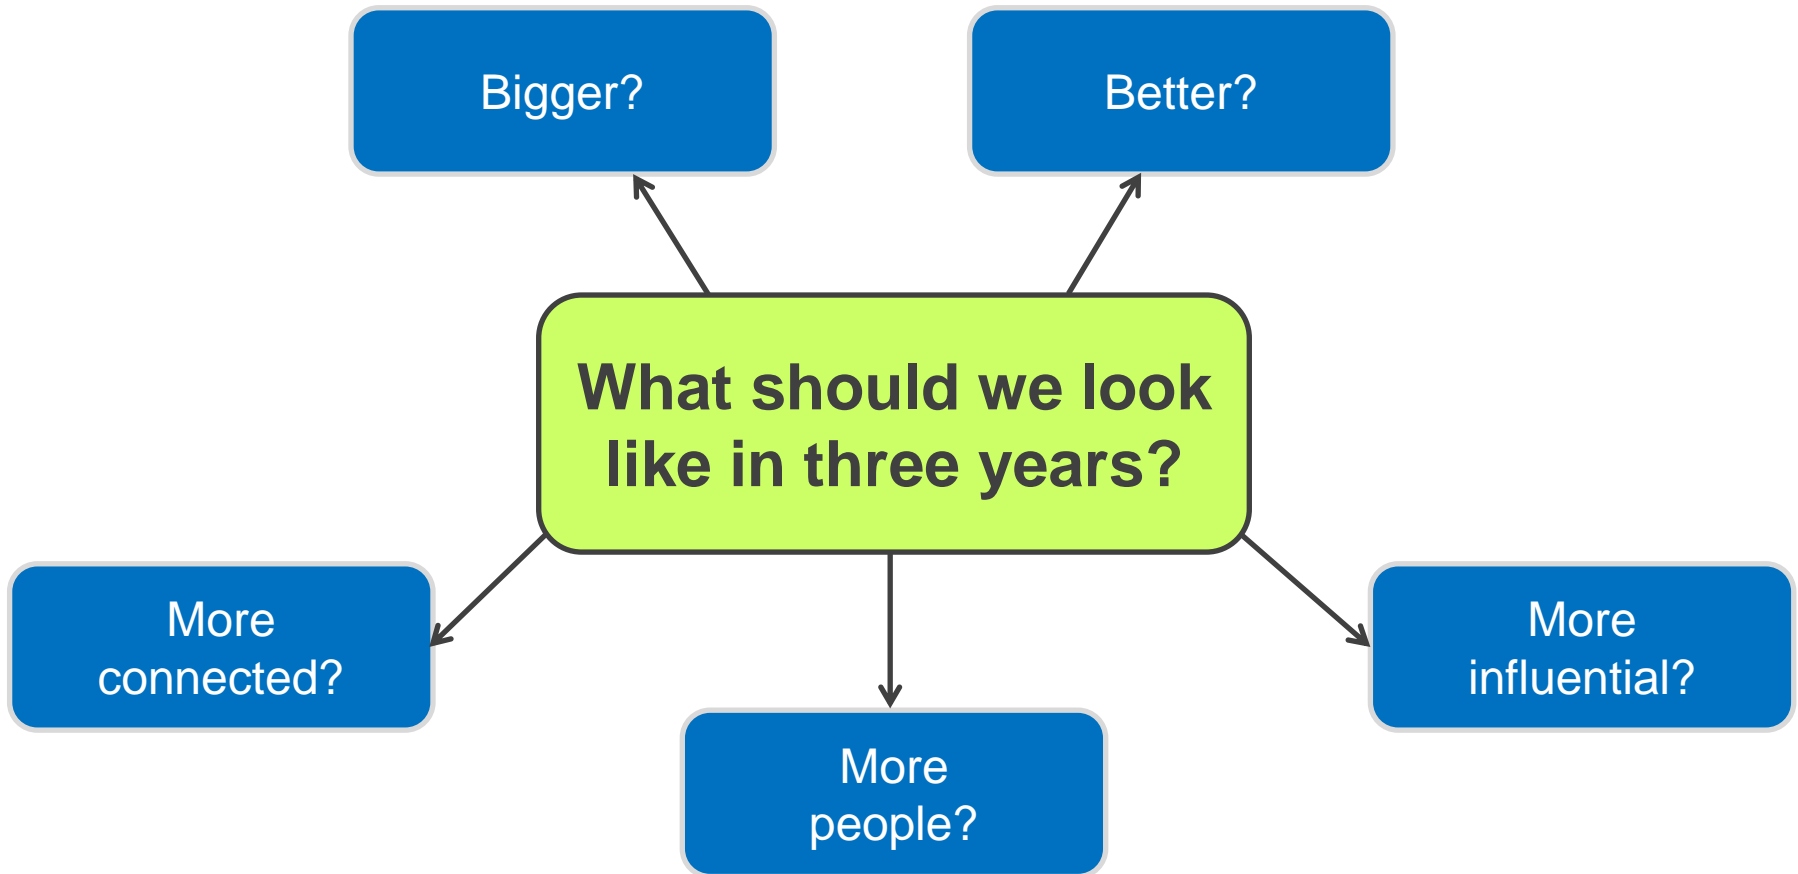 Bigger?
Better?
What should we look
like in three years?
More
connected?
More
people?
More
influential?